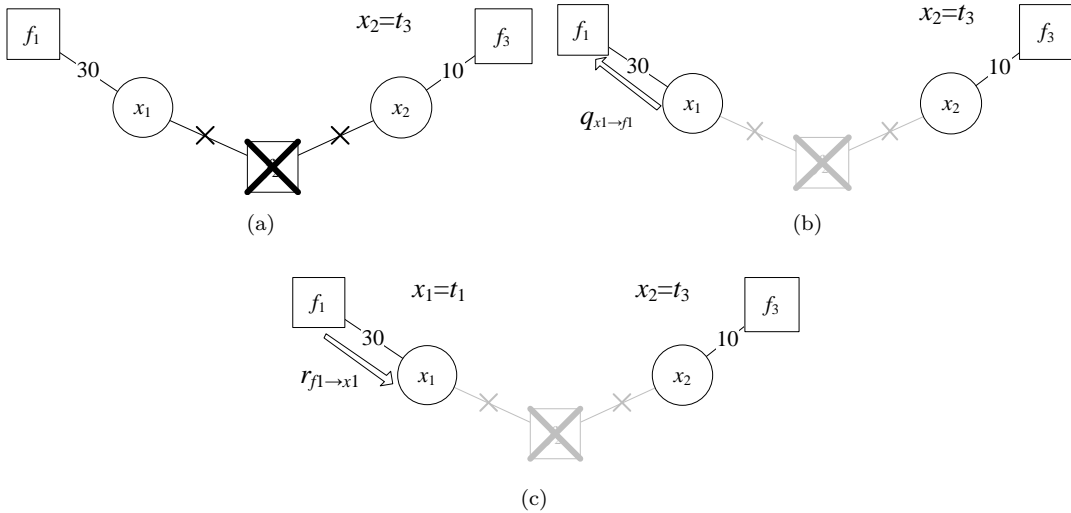 f1 x2=t3 f3
30 10
x1 x2
(a)
f1 x2=t3 f3
30 10
x1 x2
qx1→f1
(b)
f1 x1=t1 x2=t3 f3
30 10
rf1→x1 x1 x2
(c)